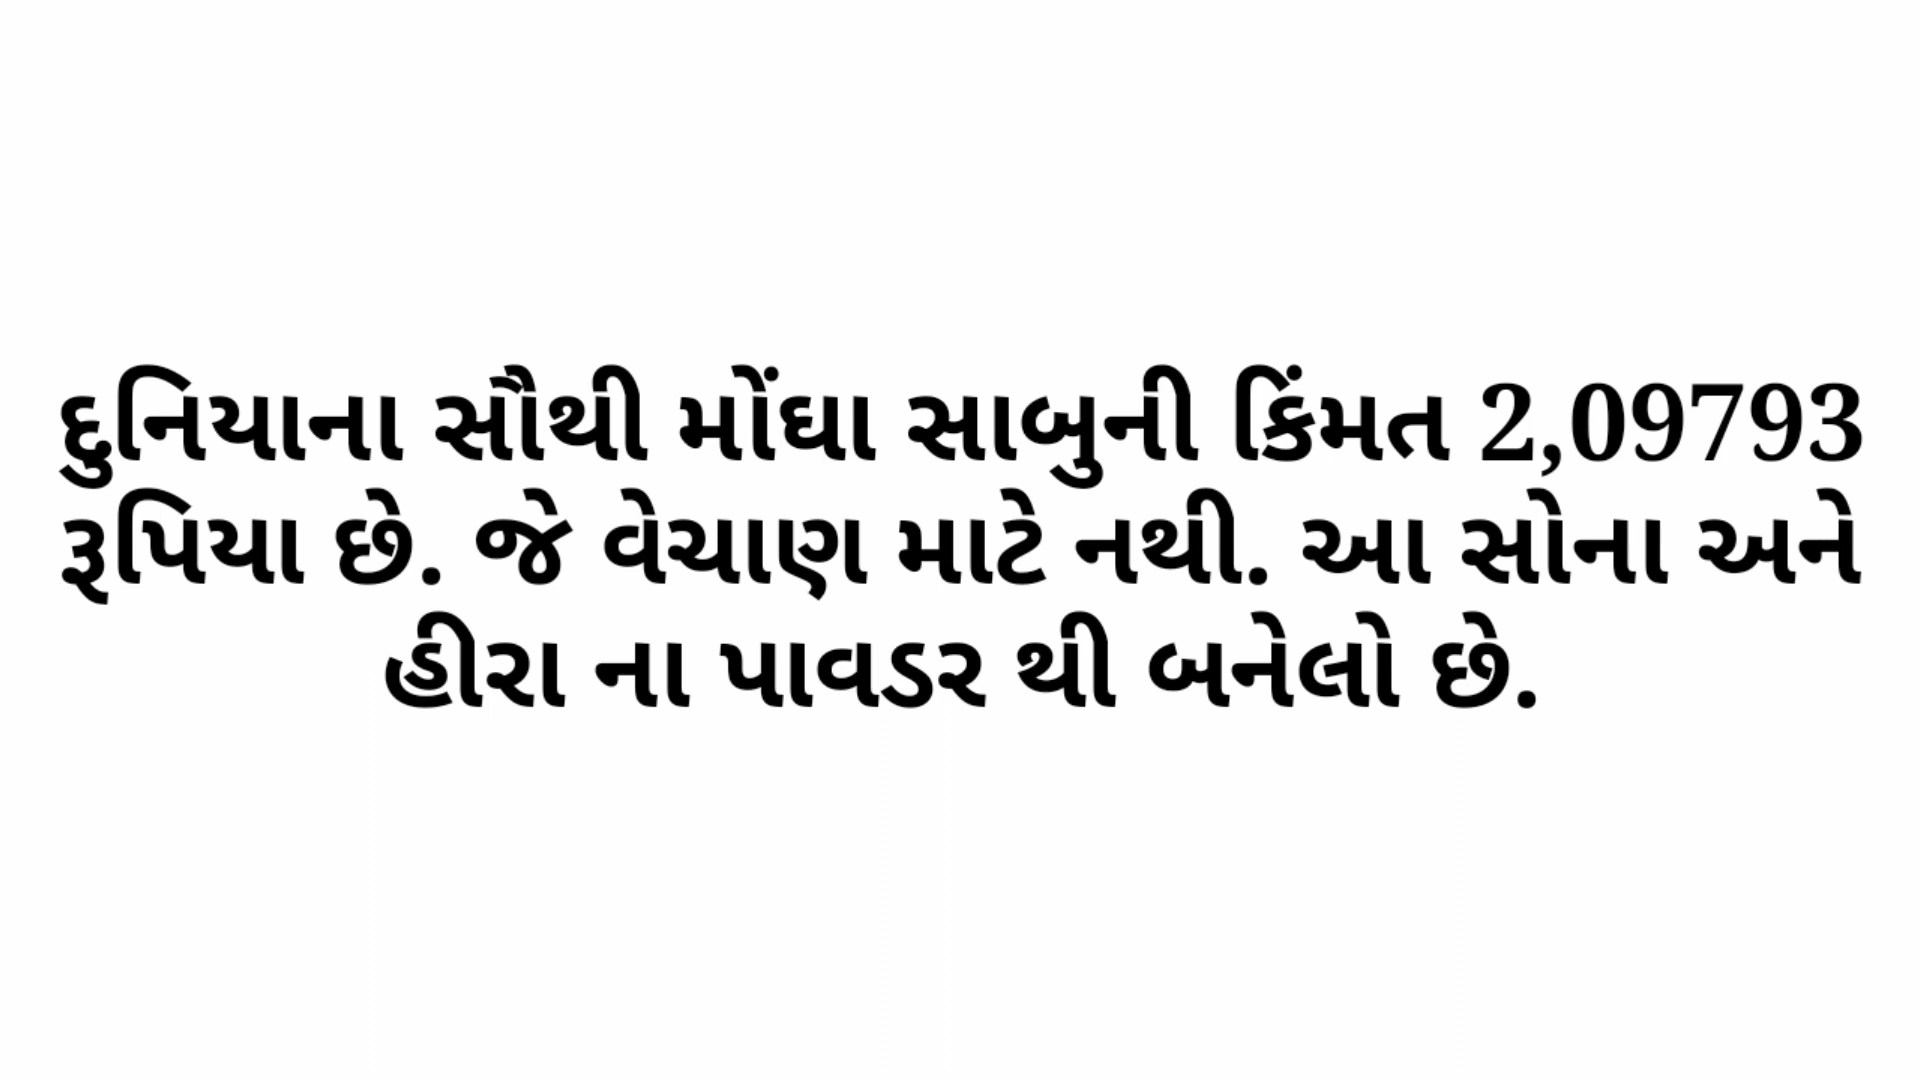 દુનિયાના સૌથી મોંઘા સાબુની કિંમત 2,09793
રૂપિયા છે. જે વેચાણ માટે નથી. આ સોના અને
હીરા ના પાવડર થી બનેલો છે.